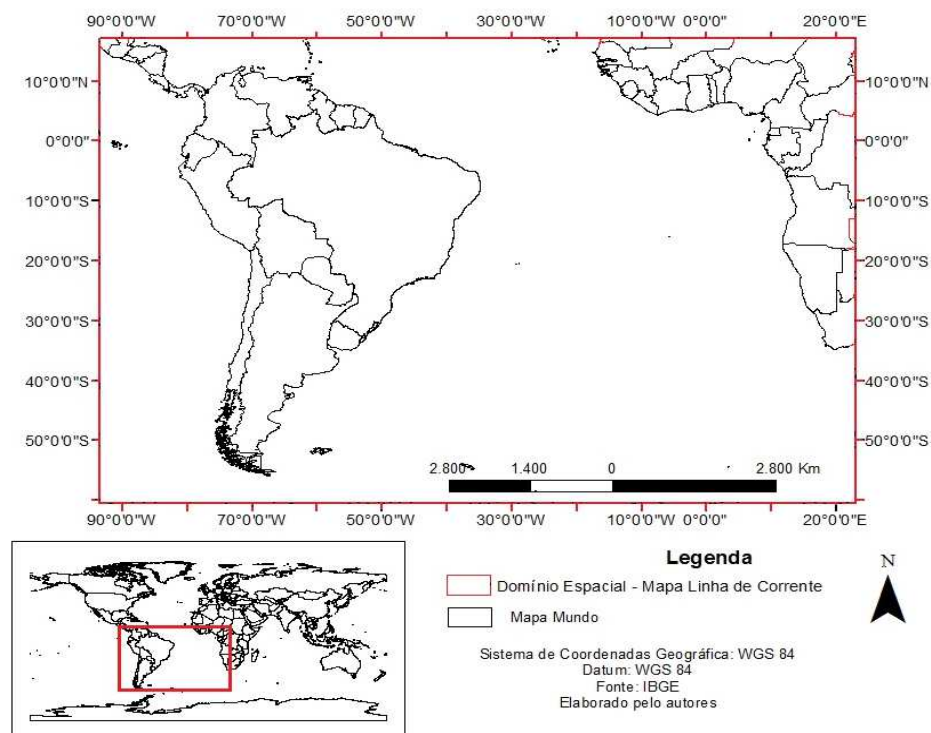 90°0'0"W 70°0'0"W 50°0'0"W 30°0'0"W 10°0'0"W 0°0'0" 20°0'0"E
10°0'0"N 10°0'0"N
0°0'0" 0°0'0"
10°0'0"S 10°0'0"S
20°0'0"S 20°0'0"S
30°0'0"S 30°0'0"S
40°0'0"S 40°0'0"S
50°0'0"S 50°0'0"S
2.800 1.400 0 2.800 Km
90°0'0"W 70°0'0"W 50°0'0"W 30°0'0"W 10°0'0"W 0°0'0" 20°0'0"E
Legenda
N
Domínio Espacial - Mapa Linha de Corrente
Mapa Mundo
Sistema de Coordenadas Geográfica: WGS 84
Datum: WGS 84
Fonte: IBGE
Elaborado pelo autores